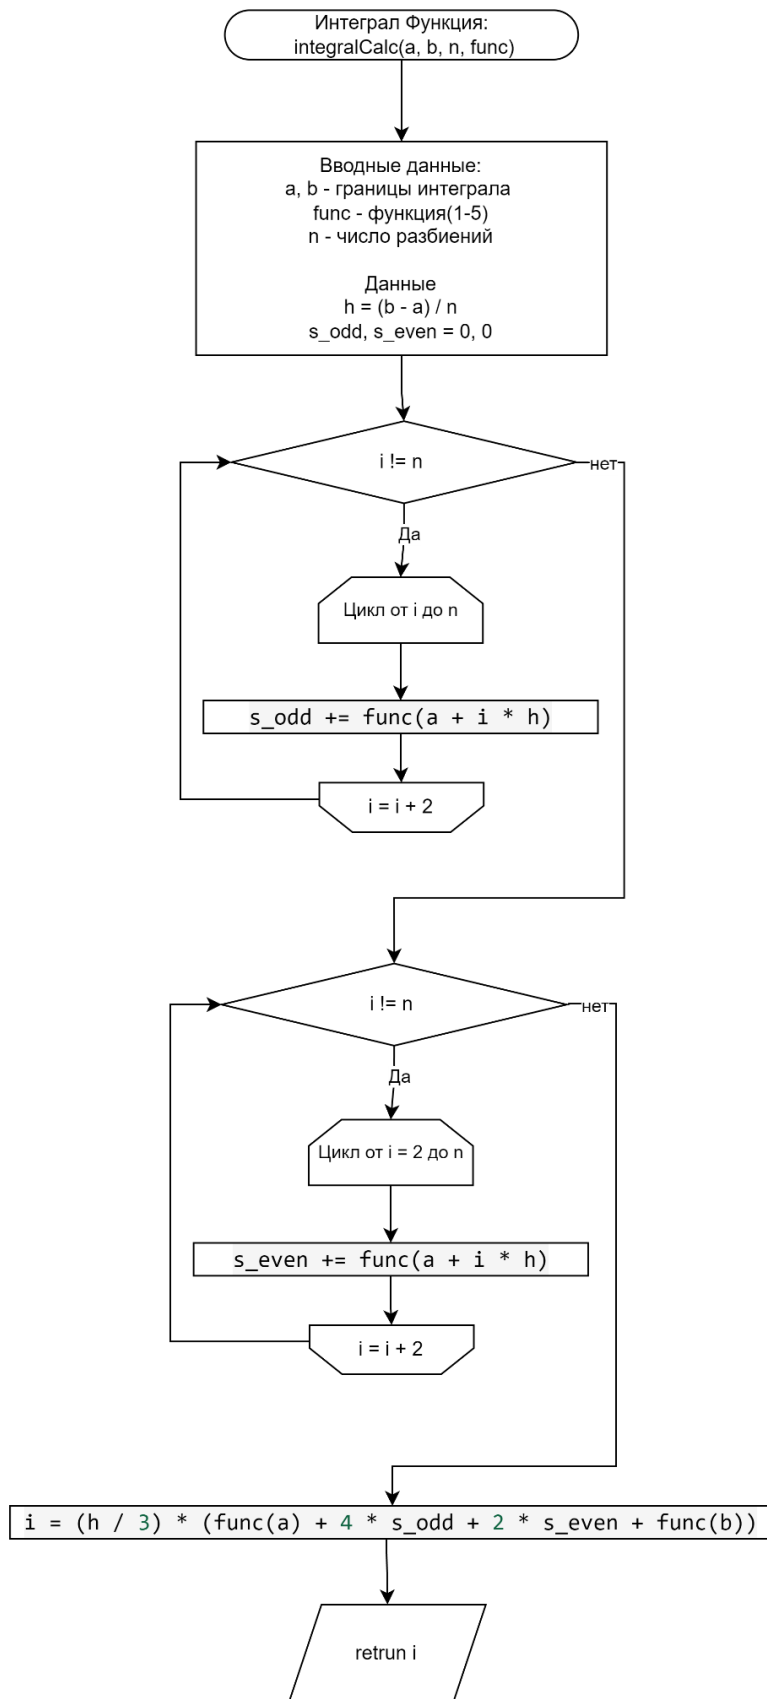 Интеграл Функция:
integralCalc(a, b, n, func)
Вводные данные:
a, b - границы интеграла
func - функция(1-5)
n - число разбиений
Данные
h = (b - a) / n
s_odd, s_even = 0, 0
i != n
нет
Да
Цикл от i до n
s_odd += func(a + i * h)
i = i + 2
i != n
нет
Да
Цикл от i = 2 до n
s_even += func(a + i * h)
i = i + 2
i = (h / 3) * (func(a) + 4 * s_odd + 2 * s_even + func(b))
retrun i